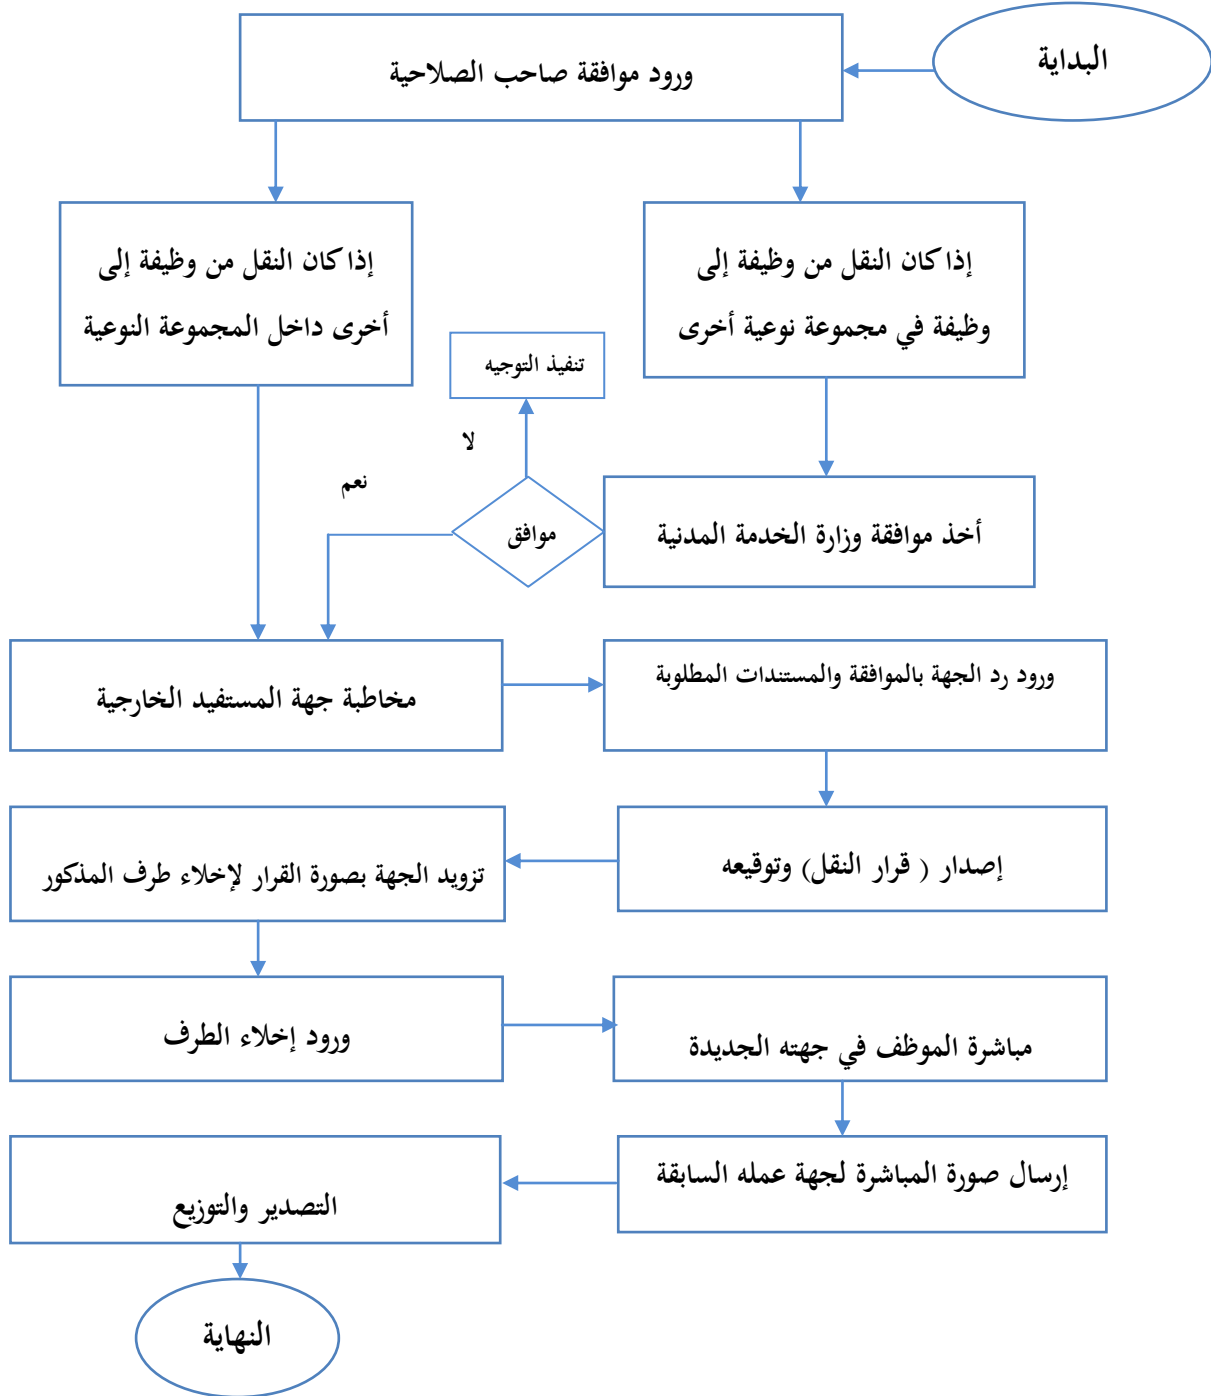 البداية
ورود موافقة صاحب الصلاحية
إذا كان النقل من وظيفة إلى
وظيفة في مجموعة نوعية أخرى
إذا كان النقل من وظيفة إلى
أخرى داخل المجموعة النوعية
تنفيذ التوجيه
لا
نعم
أخذ موافقة وزارة الخدمة المدنية
موافق
مخاطبة جهة المستفيد الخارجية
ورود رد الجهة بالموافقة والمستندات المطلوبة
إصدار ( قرار النقل) وتوقيعه
تزويد الجهة بصورة القرار لإخلاء طرف المذكور
ورود إخلاء الطرف
مباشرة الموظف في جهته الجديدة
إرسال صورة المباشرة لجهة عمله السابقة
التصدير والتوزيع
النهاية